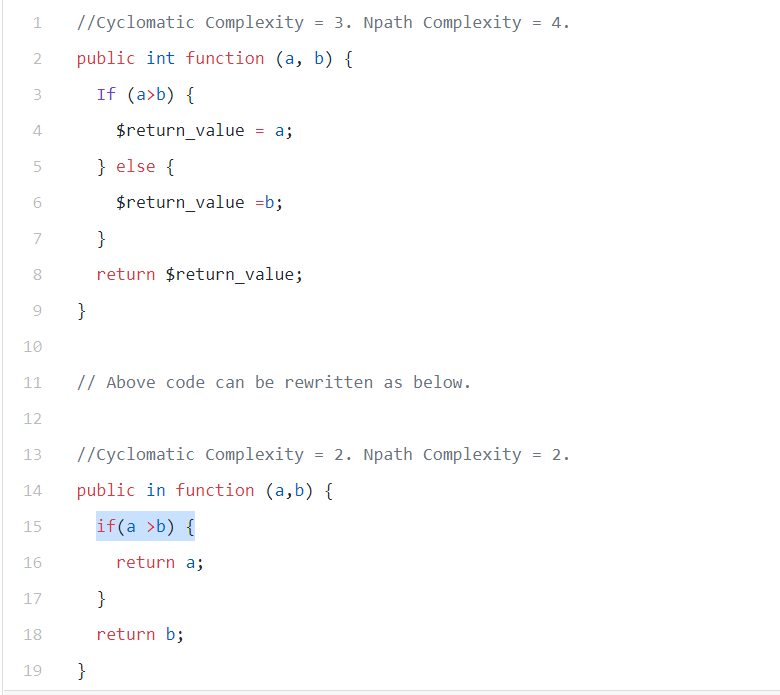 1 //Cyclomatic Complexity = 3. Npath Complexity = 4.
2 public int function (a, b) {
3 If (a>b) {
4 $return_value = a;
5 } else {
6 $return_value =b;
7 }
8 return $return_value;
9 }
10
11 // Above code can be rewritten as below.
12
13 //Cyclomatic Complexity = 2. Npath Complexity = 2.
14 public in function (a,b) {
15 if(a >b) {
16 return a;
17 }
18 return b;
19 }